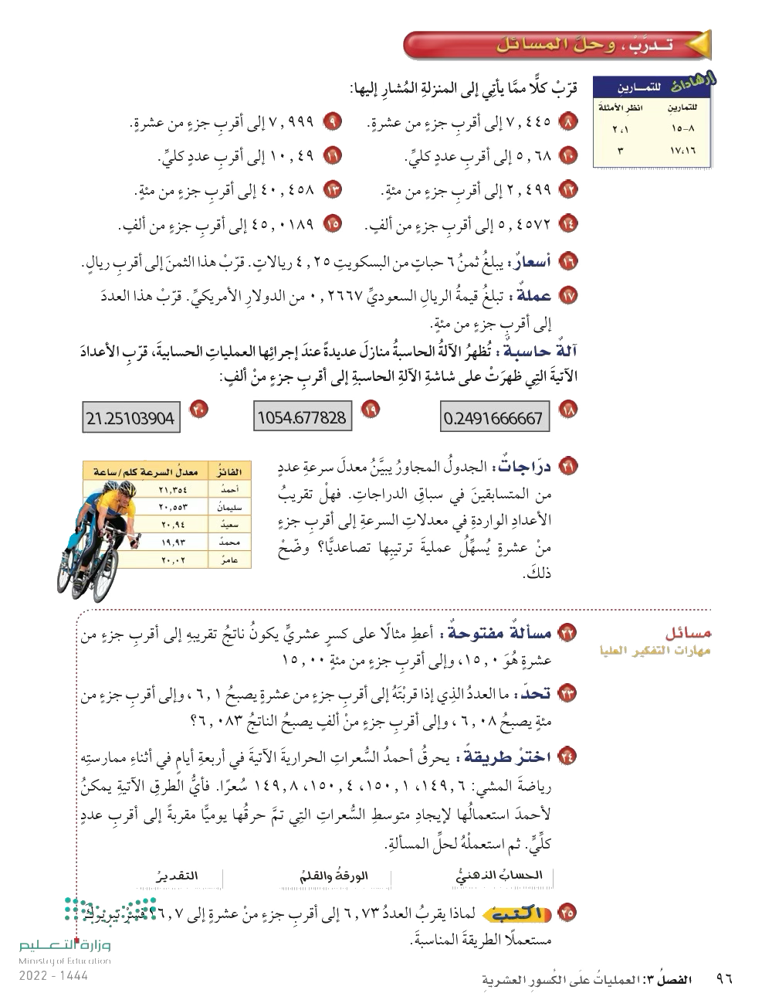 تدرَّبْ، وحلَّ المسائلَ
إرشادات للتمـــارين
للتمارين انظرِ الأمثلةَ
٨–١٥ ١، ٢
١٦، ١٧ ٣
قرّبْ كلًّا ممَّا يأتِي إلى المنزلةِ المُشارِ إليها:
٨ ٧,٤٤٥ إلى أقربِ جزءٍ من عشرةٍ.
٩ ٧,٩٩٩ إلى أقربِ جزءٍ من عشرةٍ.
١٠ ٥,٦٨ إلى أقربِ عددٍ كليٍّ.
١١ ١٠,٤٩ إلى أقربِ عددٍ كليٍّ.
١٢ ٢,٤٩٩ إلى أقربِ جزءٍ من مئةٍ.
١٣ ٤٠,٤٥٨ إلى أقربِ جزءٍ من مئةٍ.
١٤ ٥,٤٥٧٢ إلى أقربِ جزءٍ من ألفٍ.
١٥ ٤٥,٠١٨٩ إلى أقربِ جزءٍ من ألفٍ.
١٦ أسعارٌ: يبلغُ ثمنُ ٦ حباتٍ من البسكويتِ ٤,٢٥ ريالاتٍ. قرّبْ هذا الثمنَ إلى أقربِ ريالٍ.
١٧ عملةٌ: تبلغُ قيمةُ الريالِ السعوديِّ ٠,٢٦٦٧ من الدولارِ الأمريكيِّ. قرّبْ هذا العددَ
إلى أقربِ جزءٍ من مئةٍ.
آلةٌ حاسبةٌ: تُظهرُ الآلةُ الحاسبةُ منازلَ عديدةً عندَ إجرائِها العملياتِ الحسابيةَ، قرّبِ الأعدادَ
الآتيةَ التِي ظهرَتْ على شاشةِ الآلةِ الحاسبةِ إلى أقربِ جزءٍ منْ ألفٍ:
١٨ 0.2491666667
١٩ 1054.677828
٢٠ 21.25103904
٢١ درّاجاتٌ: الجدولُ المجاورُ يبيَّنُ معدلَ سرعةِ عددٍ
من المتسابقينَ في سباقِ الدراجاتِ. فهلْ تقريبُ
الأعدادِ الواردةِ في معدلاتِ السرعةِ إلى أقربِ جزءٍ
منْ عشرةٍ يُسهِّلُ عمليةَ ترتيبِها تصاعديًّا؟ وضّحْ
ذلكَ.
الفائزُ معدلُ السرعةِ كلم/ساعة
أحمدُ ٢١,٣٥٤
سليمانُ ٢٠,٥٥٣
سعيدُ ٢٠,٩٤
محمدُ ١٩,٩٣
عامرُ ٢٠,٠٢
مسائل
مهارات التفكير العليا
٢٢ مسألةٌ مفتوحةٌ: أعطِ مثالًا على كسرٍ عشريٍّ يكونُ ناتجُ تقريبهِ إلى أقربِ جزءٍ من
عشرةٍ هُوَ ١٥,٠، وإلى أقربِ جزءٍ من مئةٍ ١٥,٠٠
٢٣ تحدّ: ما العددُ الذِي إذا قربْتَهُ إلى أقربِ جزءٍ من عشرةٍ يصبحُ ٦,١، وإلى أقربِ جزءٍ من
مئةٍ يصبحُ ٦,٠٨، وإلى أقربِ جزءٍ منْ ألفٍ يصبحُ الناتجُ ٦,٠٨٣؟
٢٤ اخترْ طريقةً: يحرقُ أحمدُ السُّعراتِ الحراريةَ الآتيةَ في أربعةِ أيامٍ في أثناءِ ممارستِه
رياضةَ المشيِ: ١٤٩,٦، ١٥٠,١، ١٥٠,٤، ١٤٩,٨ سُعرًا. فأيُّ الطرقِ الآتيةِ يمكنُ
لأحمدَ استعمالُها لإيجادِ متوسطِ السُّعراتِ التِي تمَّ حرقُها يوميًّا مقربةً إلى أقربِ عددٍ
كلِّيٍّ. ثم استعملْهُ لحلِّ المسألةِ.
الحسابُ الذهنيُّ الورقةُ والقلمُ التقديرُ
٢٥ اكتب لماذا يقربُ العددُ ٦,٧٣ إلى أقربِ جزءٍ منْ عشرةٍ إلى ٦,٧؟ فسِّرْ تبريركَ
مستعملًا الطريقةَ المناسبةَ.
وزارة التعـــليم
Ministry of Education
2022 - 1444
الفصلُ ٣: العملياتُ علَى الكُسورِ العشريةِ ٩٦